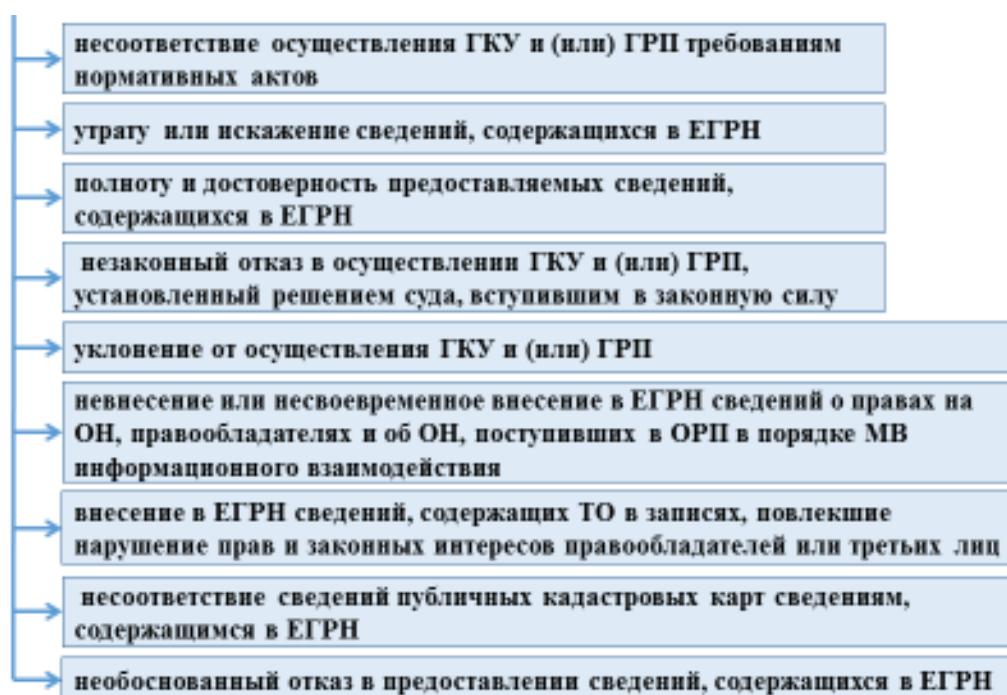 несоответствие осуществления ГКУ и (или) ГРП требованиям
нормативных актов
утрату или искажение сведений, содержащихся в ЕГРН
полноту и достоверность предоставляемых сведений,
содержащихся в ЕГРН
незаконный отказ в осуществлении ГКУ и (или) ГРП,
установленный решением суда, вступившим в законную силу
уклонение от осуществления ГКУ и (или) ГРП
невнесение или несвоевременное внесение в ЕГРН сведений о правах на
ОН, правообладателях и об ОН, поступивших в ОРП в порядке МВ
информационного взаимодействия
внесение в ЕГРН сведений, содержащих ТО в записях, повлекшие
нарушение прав и законных интересов правообладателей или третьих лиц
несоответствие сведений публичных кадастровых карт сведениям,
содержащимся в ЕГРН
необоснованный отказ в предоставлении сведений, содержащихся в ЕГРН